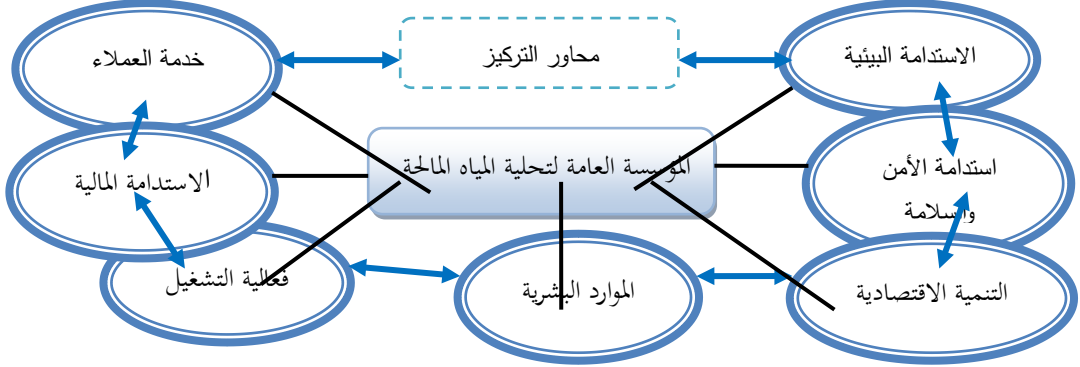 الاستدامة البيئية
محاور التركيز
خدمة العملاء
المؤسسة العامة لتحلية المياه المالحة
استدامة الأمن
والسلامة
الاستدامة المالية
التنمية الاقتصادية
الموارد البشرية
فعالية التشغيل